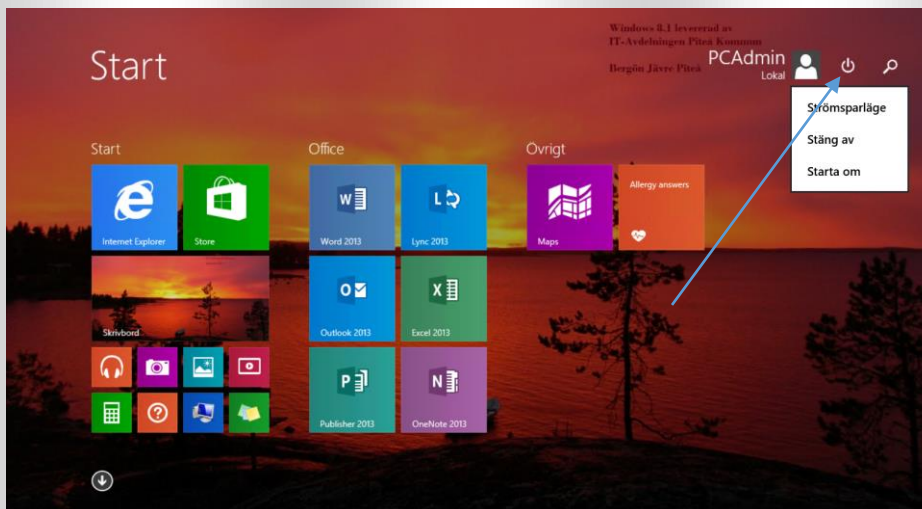 Windows 8.1 levererad av
IT-Avdelningen Piteå Kommun
Bergön Jävre Piteå
Start
PCAdmin
Lokal
Strömsparläge
Stäng av
Starta om
Start
Office
Övrigt
Internet Explorer
Store
Word 2013
Lync 2013
Maps
Allergy answers
Skrivbord
Outlook 2013
Excel 2013
Publisher 2013
OneNote 2013